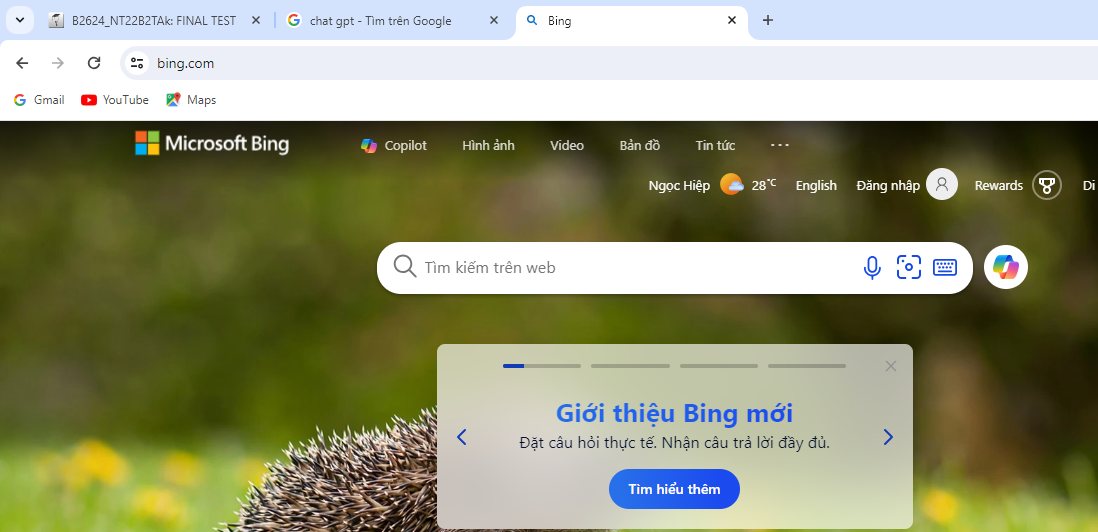 B2624_NT22B2TAk: FINAL TEST
chat gpt - Tìm trên Google
Bing
bing.com
Gmail YouTube Maps
Microsoft Bing Copilot Hình ảnh Video Bản đồ Tin tức ...
Ngọc Hiệp 28°C English Đăng nhập Rewards Di
Tìm kiếm trên web
Giới thiệu Bing mới
Đặt câu hỏi thực tế. Nhận câu trả lời đầy đủ.
Tìm hiểu thêm